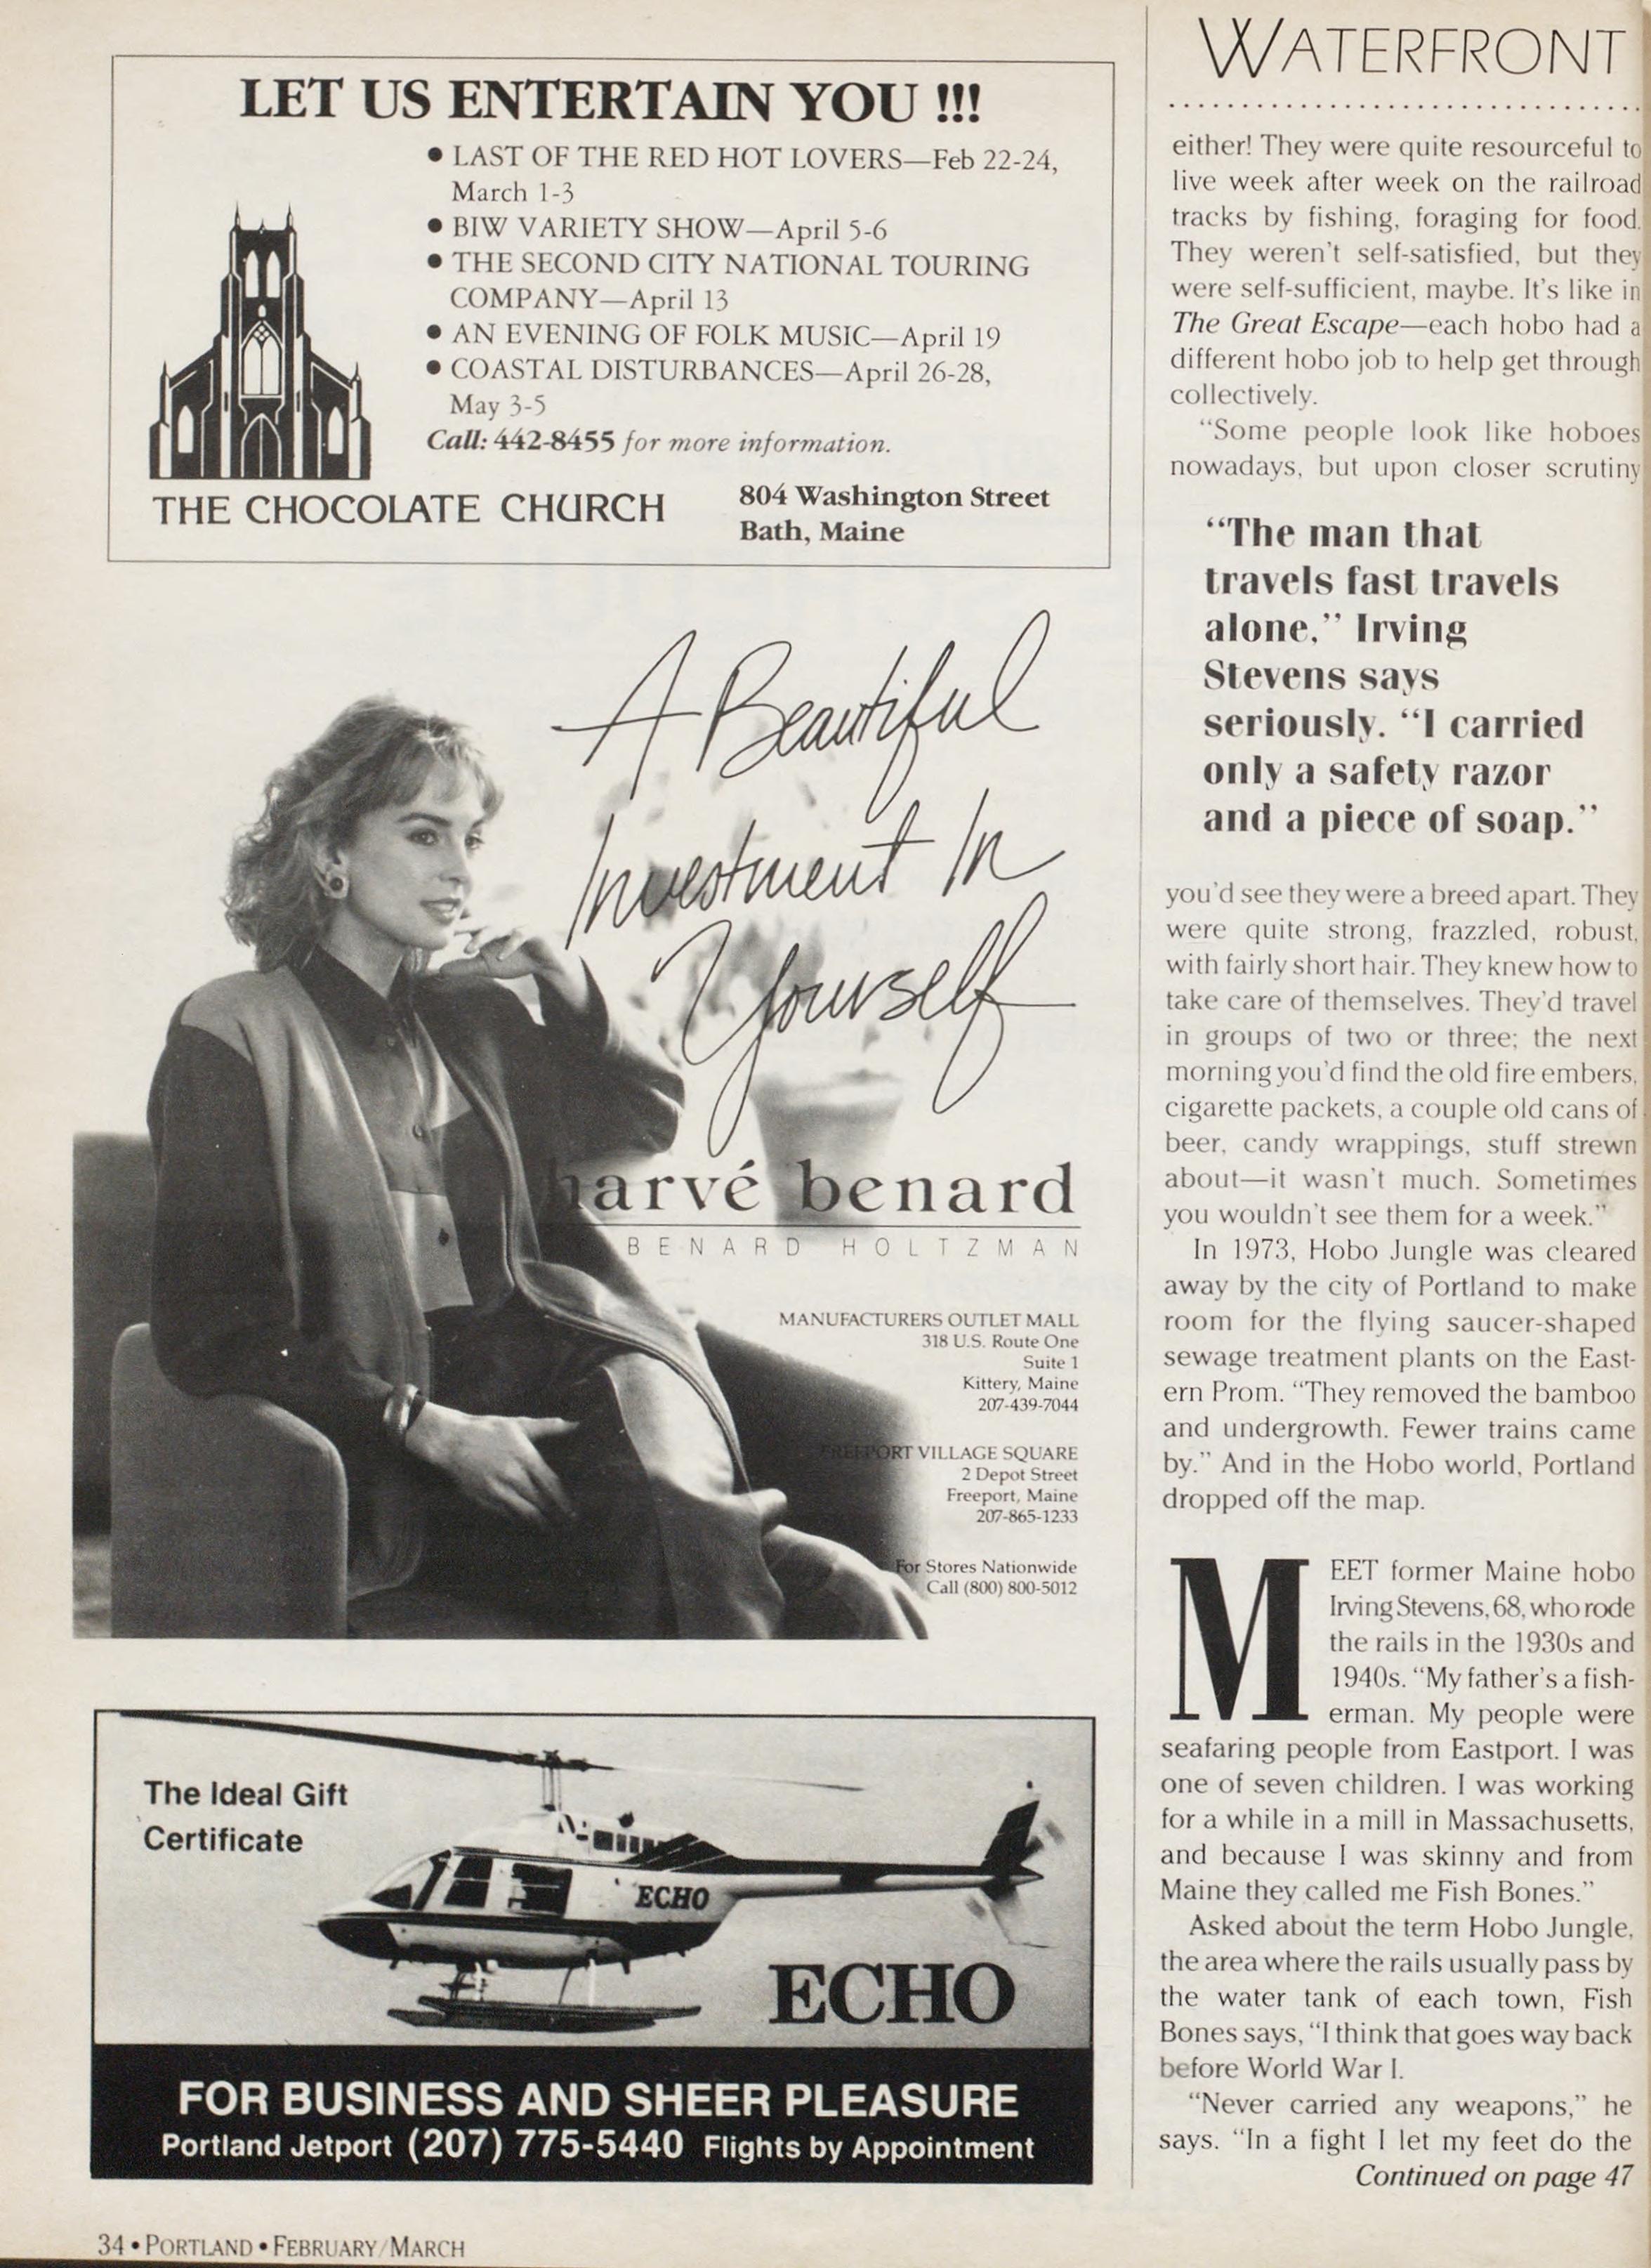 LET US ENTERTAIN YOU !!!
● LAST OF THE RED HOT LOVERS—Feb 22-24,
March 1-3
● BIW VARIETY SHOW—April 5-6
● THE SECOND CITY NATIONAL TOURING
COMPANY—April 13
● AN EVENING OF FOLK MUSIC—April 19
● COASTAL DISTURBANCES—April 26-28,
May 3-5
Call: 442-8455 for more information.
THE CHOCOLATE CHURCH
804 Washington Street
Bath, Maine
A Beautiful
Investment In
Yourself
harvé benard
BENARD HOLTZMAN
MANUFACTURERS OUTLET MALL
318 U.S. Route One
Suite 1
Kittery, Maine
207-439-7044
FREEPORT VILLAGE SQUARE
2 Depot Street
Freeport, Maine
207-865-1233
For Stores Nationwide
Call (800) 800-5012
The Ideal Gift
Certificate
ECHO
ECHO
FOR BUSINESS AND SHEER PLEASURE
Portland Jetport (207) 775-5440 Flights by Appointment
WATERFRONT
either! They were quite resourceful to
live week after week on the railroad
tracks by fishing, foraging for food.
They weren't self-satisfied, but they
were self-sufficient, maybe. It's like in
The Great Escape—each hobo had a
different hobo job to help get through
collectively.
"Some people look like hoboes
nowadays, but upon closer scrutiny
"The man that
travels fast travels
alone," Irving
Stevens says
seriously. "I carried
only a safety razor
and a piece of soap."
you'd see they were a breed apart. They
were quite strong, frazzled, robust,
with fairly short hair. They knew how to
take care of themselves. They'd travel
in groups of two or three; the next
morning you'd find the old fire embers,
cigarette packets, a couple old cans of
beer, candy wrappings, stuff strewn
about—it wasn't much. Sometimes
you wouldn't see them for a week."
In 1973, Hobo Jungle was cleared
away by the city of Portland to make
room for the flying saucer-shaped
sewage treatment plants on the East-
ern Prom. "They removed the bamboo
and undergrowth. Fewer trains came
by." And in the Hobo world, Portland
dropped off the map.
MEET former Maine hobo
Irving Stevens, 68, who rode
the rails in the 1930s and
1940s. "My father's a fish-
erman. My people were
seafaring people from Eastport. I was
one of seven children. I was working
for a while in a mill in Massachusetts,
and because I was skinny and from
Maine they called me Fish Bones."
Asked about the term Hobo Jungle,
the area where the rails usually pass by
the water tank of each town, Fish
Bones says, "I think that goes way back
before World War I.
"Never carried any weapons," he
says. "In a fight I let my feet do the
Continued on page 47
34 • PORTLAND • FEBRUARY/MARCH